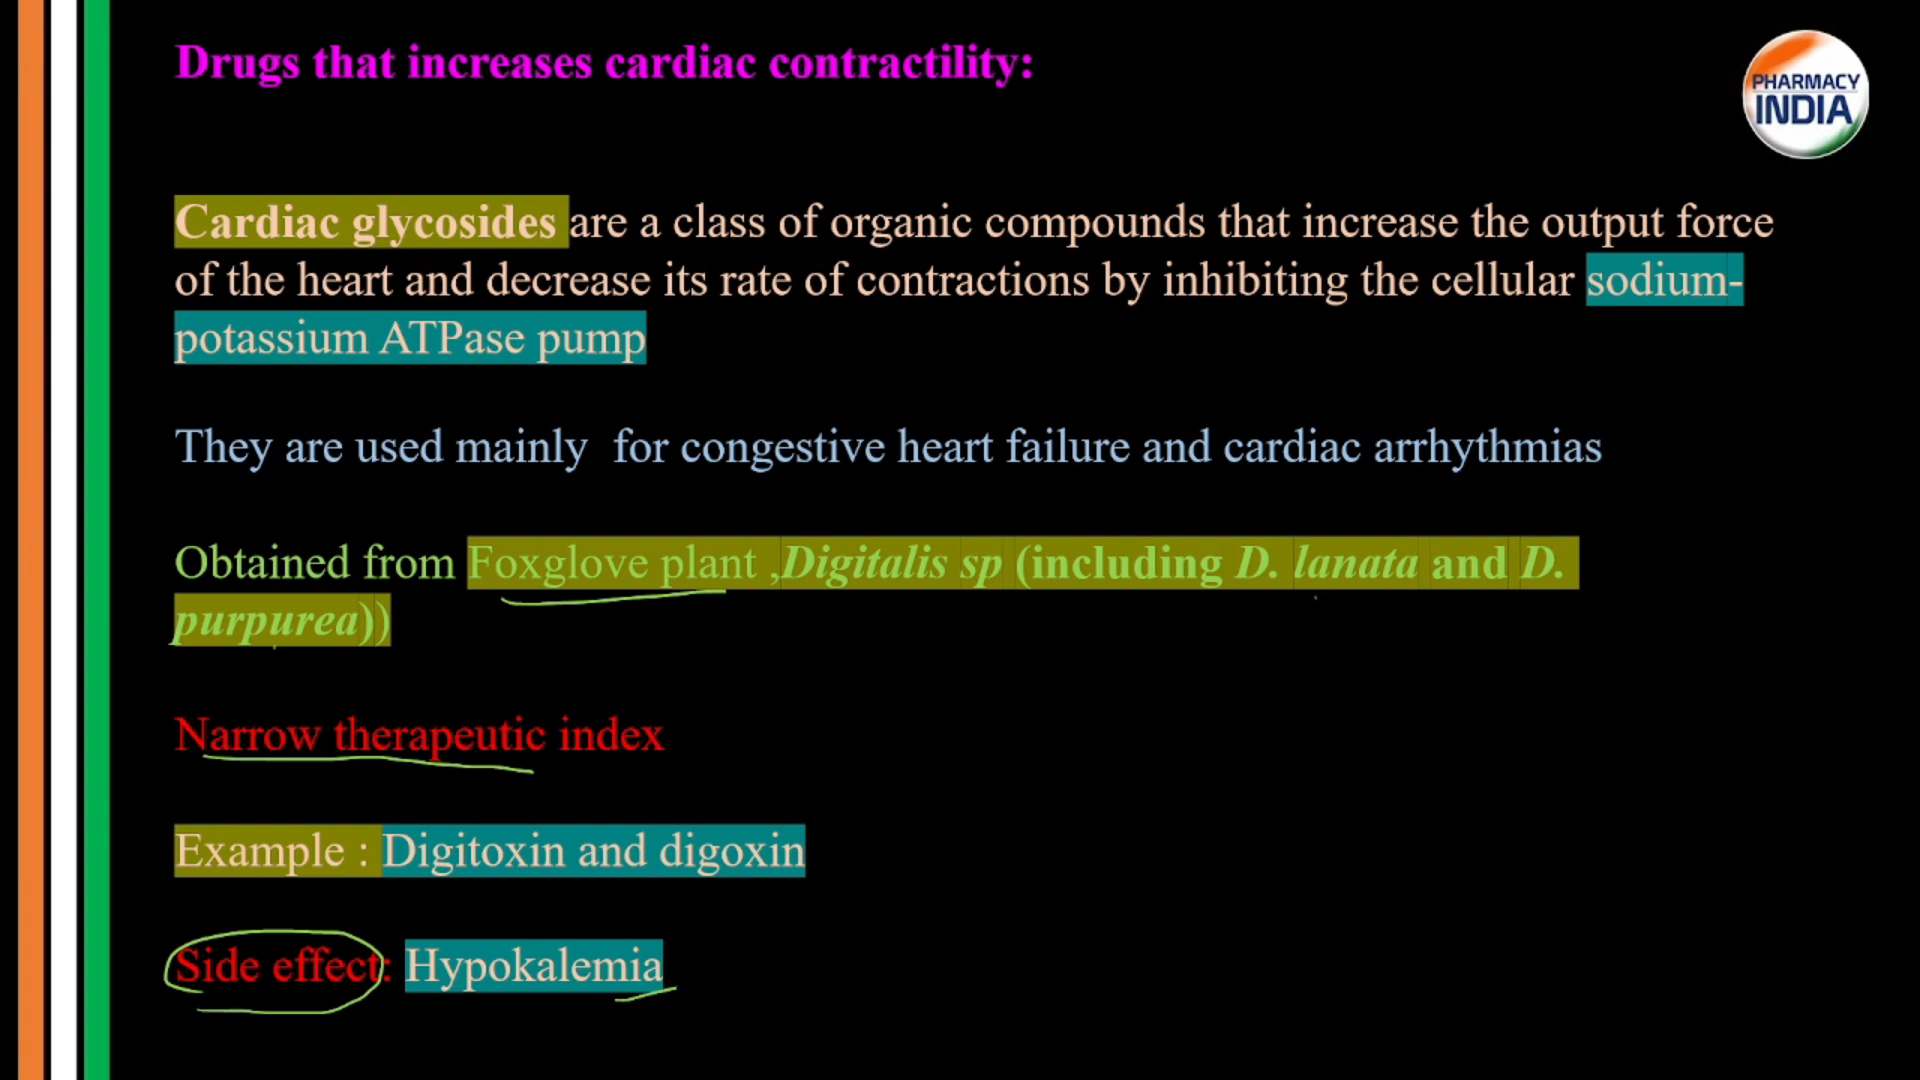 Drugs that increases cardiac contractility:
PHARMACY
INDIA
Cardiac glycosides are a class of organic compounds that increase the output force
of the heart and decrease its rate of contractions by inhibiting the cellular sodium-
potassium ATPase pump
They are used mainly  for congestive heart failure and cardiac arrhythmias
Obtained from Foxglove plant ,Digitalis sp (including D. lanata and D.
purpurea))
Narrow therapeutic index
Example : Digitoxin and digoxin
Side effect: Hypokalemia